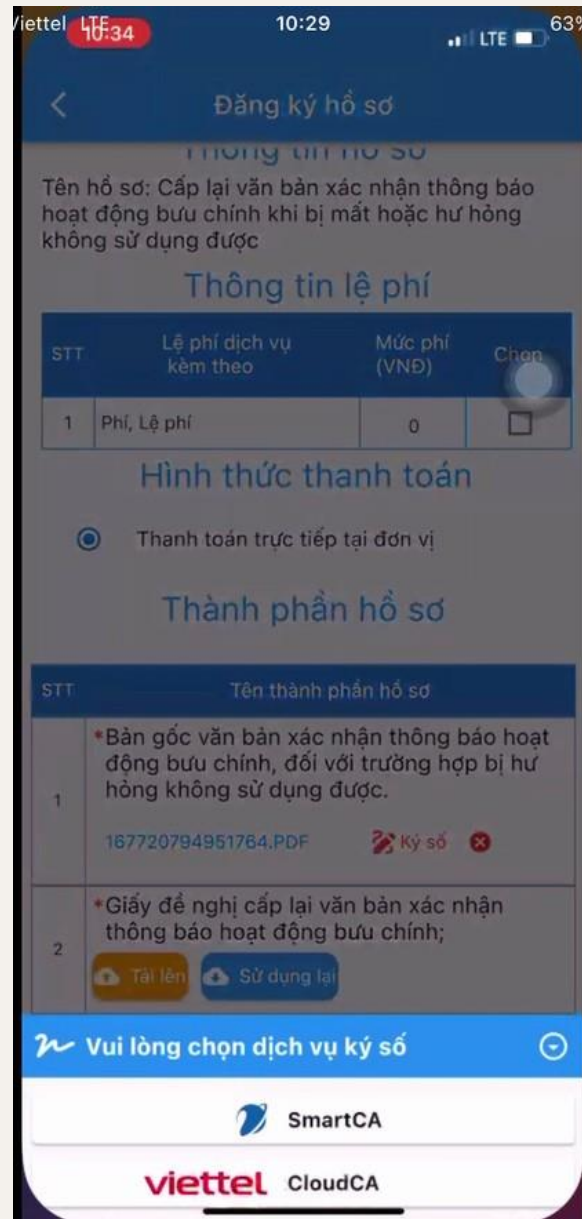 Viettel LTE 10:34 10:29 63%
LTE
Đăng ký hồ sơ
Thông tin hồ sơ
Tên hồ sơ: Cấp lại văn bản xác nhận thông báo
hoạt động bưu chính khi bị mất hoặc hư hỏng
không sử dụng được
Thông tin lệ phí
STT Lệ phí dịch vụ kèm theo Mức phí (VNĐ) Chọn
1 Phí, Lệ phí 0
Hình thức thanh toán
Thanh toán trực tiếp tại đơn vị
Thành phần hồ sơ
STT Tên thành phần hồ sơ
*Bản gốc văn bản xác nhận thông báo hoạt
động bưu chính, đối với trường hợp bị hư
1 hỏng không sử dụng được.
167720794951764.PDF Ký số
*Giấy đề nghị cấp lại văn bản xác nhận
2 thông báo hoạt động bưu chính;
Tải lên Sử dụng lại
Vui lòng chọn dịch vụ ký số
SmartCA
viettel CloudCA